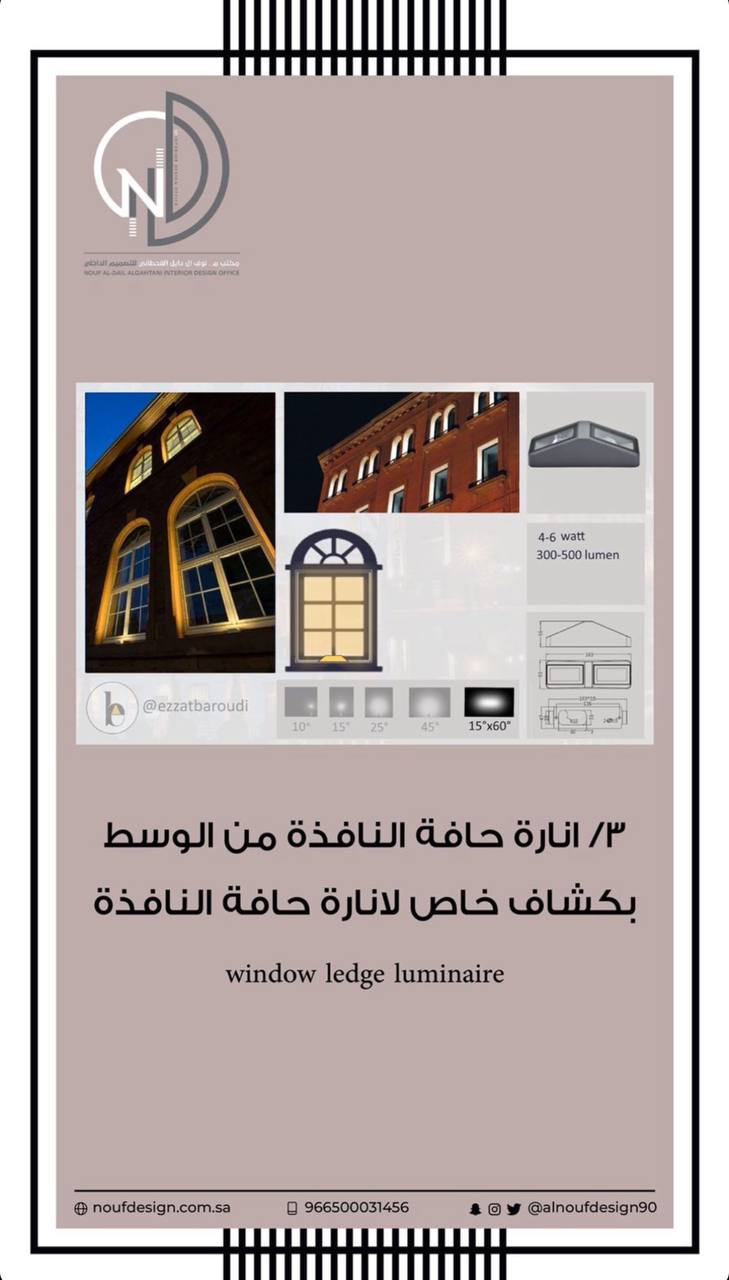 ND
مكتب م . نوف ال دايل القحطاني للتصميم الداخلي
NOUF AL-DAIL ALQAHTANI INTERIOR DESIGN OFFICE
4-6 watt
300-500 lumen
@ezzatbaroudi
10° 15° 25° 45° 15°x60°
٣/ انارة حافة النافذة من الوسط
بكشاف خاص لانارة حافة النافذة
window ledge luminaire
noufdesign.com.sa 966500031456 @alnoufdesign90